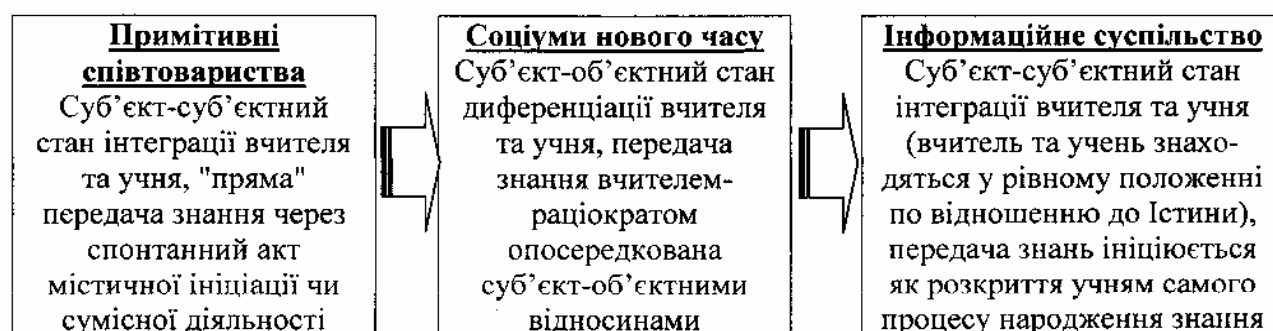 Примітивні
співтовариства
Суб’єкт-суб’єктний
стан інтеграції вчителя
та учня, "пряма"
передача знання через
спонтанний акт
містичної ініціації чи
сумісної діяльності
Соціуми нового часу
Суб’єкт-об’єктний стан
диференціації вчителя
та учня, передача
знання вчителем-
раціократом
опосередкована
суб’єкт-об’єктними
відносинами
Інформаційне суспільство
Суб’єкт-суб’єктний стан
інтеграції вчителя та учня
(вчитель та учень знахо-
дяться у рівному положенні
по відношенню до Істини),
передача знань ініціюється
як розкриття учням самого
процесу народження знання